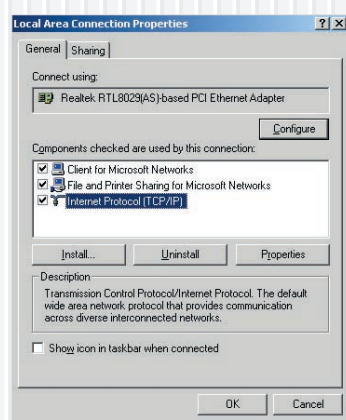 Local Area Connection Properties
General Sharing
Connect using:
Realtek RTL8029(AS)-based PCI Ethernet Adapter
Configure
Components checked are used by this connection:
Client for Microsoft Networks
File and Printer Sharing for Microsoft Networks
Internet Protocol (TCP/IP)
Install... Uninstall Properties
Description
Transmission Control Protocol/Internet Protocol. The default
wide area network protocol that provides communication
across diverse interconnected networks.
Show icon in taskbar when connected
OK Cancel